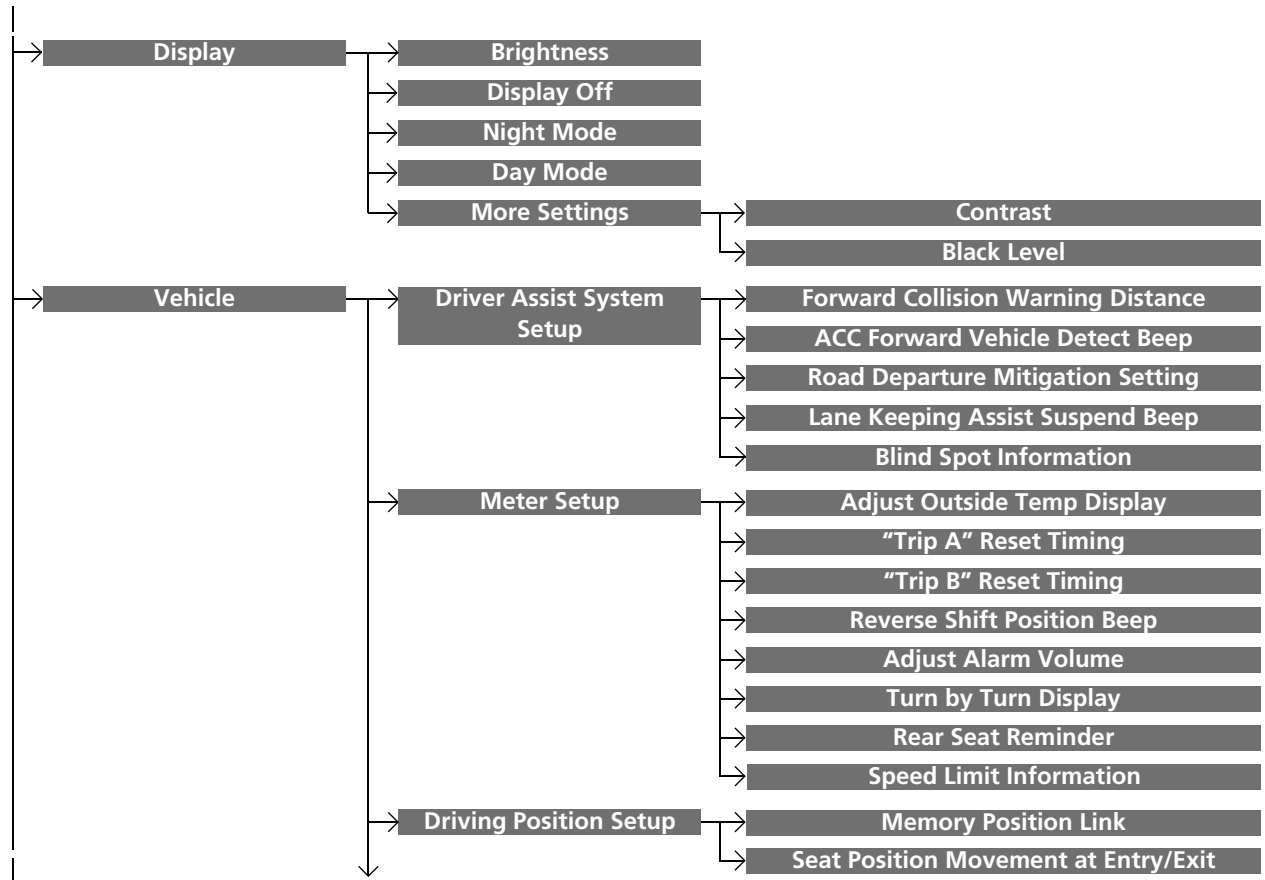 Display
Brightness
Display Off
Night Mode
Day Mode
More Settings
Contrast
Black Level
Vehicle
Driver Assist System
Setup
Forward Collision Warning Distance
ACC Forward Vehicle Detect Beep
Road Departure Mitigation Setting
Lane Keeping Assist Suspend Beep
Blind Spot Information
Meter Setup
Adjust Outside Temp Display
“Trip A” Reset Timing
“Trip B” Reset Timing
Reverse Shift Position Beep
Adjust Alarm Volume
Turn by Turn Display
Rear Seat Reminder
Speed Limit Information
Driving Position Setup
Memory Position Link
Seat Position Movement at Entry/Exit